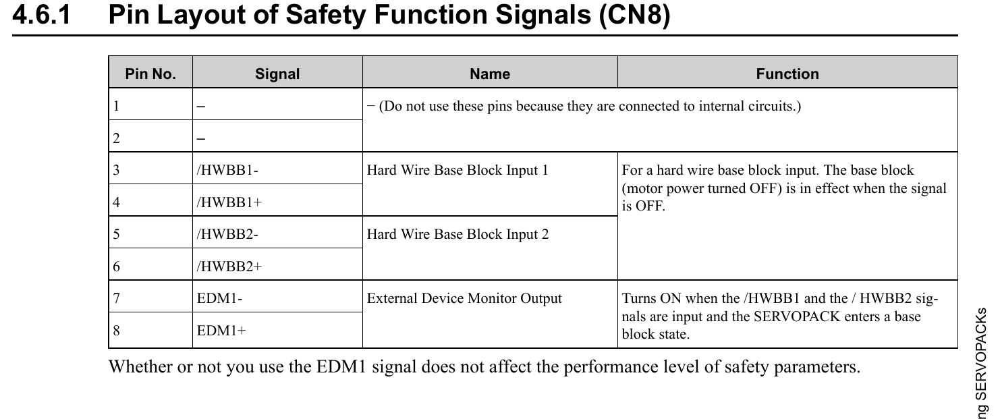 4.6.1 Pin Layout of Safety Function Signals (CN8)
Pin No. Signal Name Function
1 – − (Do not use these pins because they are connected to internal circuits.)
2 –
3 /HWBB1- Hard Wire Base Block Input 1 For a hard wire base block input. The base block
(motor power turned OFF) is in effect when the signal
4 /HWBB1+
is OFF.
5 /HWBB2- Hard Wire Base Block Input 2
6 /HWBB2+
7 EDM1- External Device Monitor Output Turns ON when the /HWBB1 and the / HWBB2 sig-
nals are input and the SERVOPACK enters a base
8 EDM1+
block state.
Whether or not you use the EDM1 signal does not affect the performance level of safety parameters.
ng SERVOPACKs